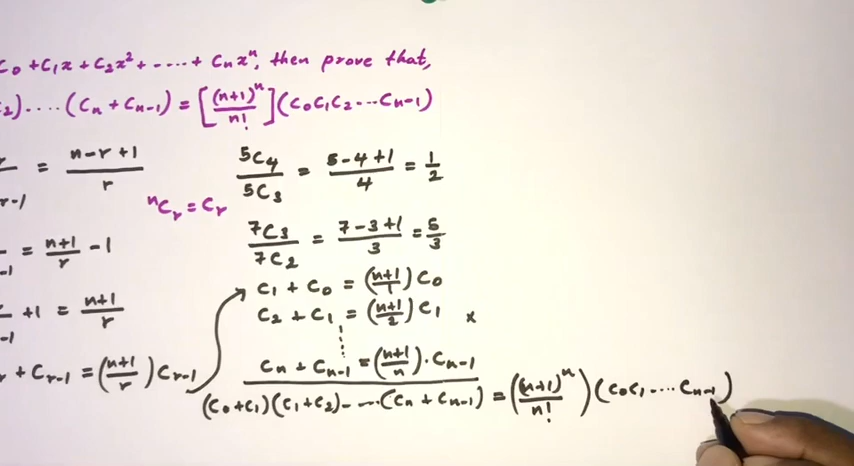 C₀ + C₁x + C₂x² + ---- + Cₙxⁿ, then prove that,
C₂) .... (Cₙ + Cₙ₋₁) = [(n+1)ⁿ/n!] (C₀C₁C₂ --- Cₙ₋₁)
r-1 = (n-r+1)/r
ⁿCᵣ = Cᵣ
-1 = (n+1)/r - 1
-1 + 1 = (n+1)/r
r + Cᵣ₋₁ = ((n+1)/r) Cᵣ₋₁
5C₄/5C₃ = (5-4+1)/4 = 1/2
7C₃/7C₂ = (7-3+1)/3 = 5/3
C₁ + C₀ = ((n+1)/1) C₀
C₂ + C₁ = ((n+1)/2) C₁ x
Cₙ + Cₙ₋₁ = ((n+1)/n) · Cₙ₋₁
(C₀+C₁)(C₁+C₂)- ---(Cₙ + Cₙ₋₁) = ((n+1)ⁿ/n!) (C₀C₁ ---- Cₙ₋₁)